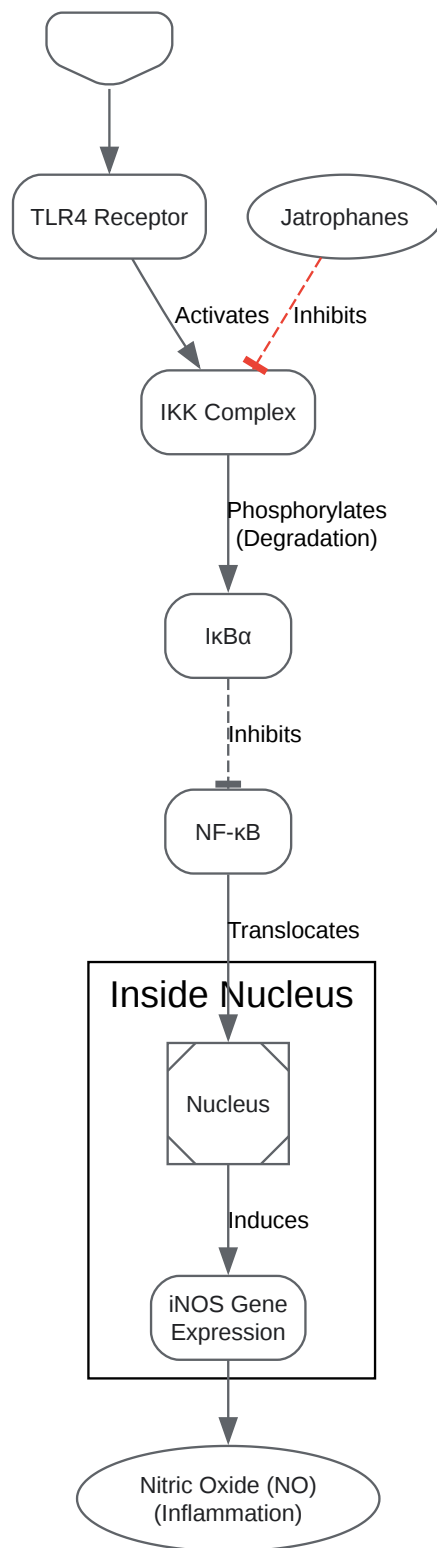 TLR4 Receptor
Jatrophanes
Activates
Inhibits
IKK Complex
Phosphorylates
(Degradation)
IκBα
Inhibits
NF-κB
Translocates
Inside Nucleus
Nucleus
Induces
iNOS Gene
Expression
Nitric Oxide (NO)
(Inflammation)